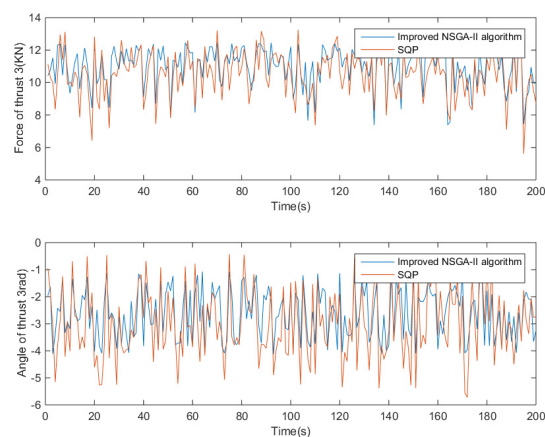 14
12
10
8
6
4
Force of thrust 3(KN)
Improved NSGA-II algorithm
SQP
0 20 40 60 80 100 120 140 160 180 200
Time(s)
0
-1
-2
-3
-4
-5
-6
Angle of thrust 3rad)
Improved NSGA-II algorithm
SQP
0 20 40 60 80 100 120 140 160 180 200
Time(s)